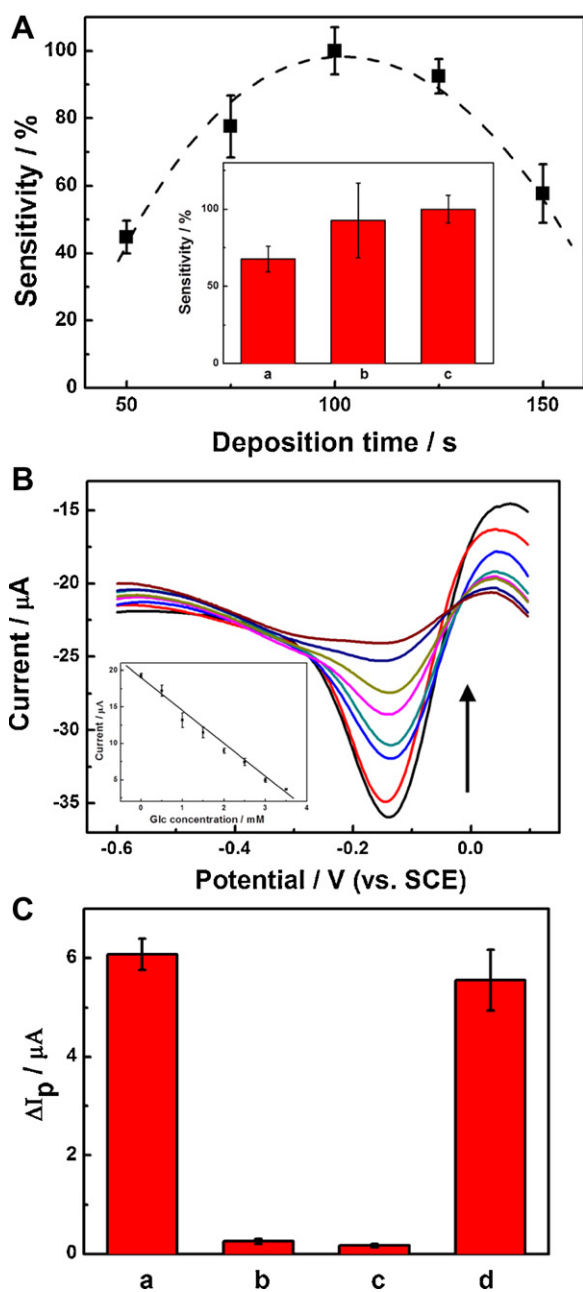 A
Sensitivity / %
100
80
60
40
20
0
50
75
100
125
150
Deposition time / s
Sensitivity / %
100
50
0
a
b
c
B
Current / μA
-15
-20
-25
-30
-35
-0.6
-0.4
-0.2
0.0
Potential / V (vs. SCE)
Current / μA
20
15
10
5
0
1
2
3
4
Glc concentration / mM
C
ΔIp / μA
6
4
2
0
a
b
c
d